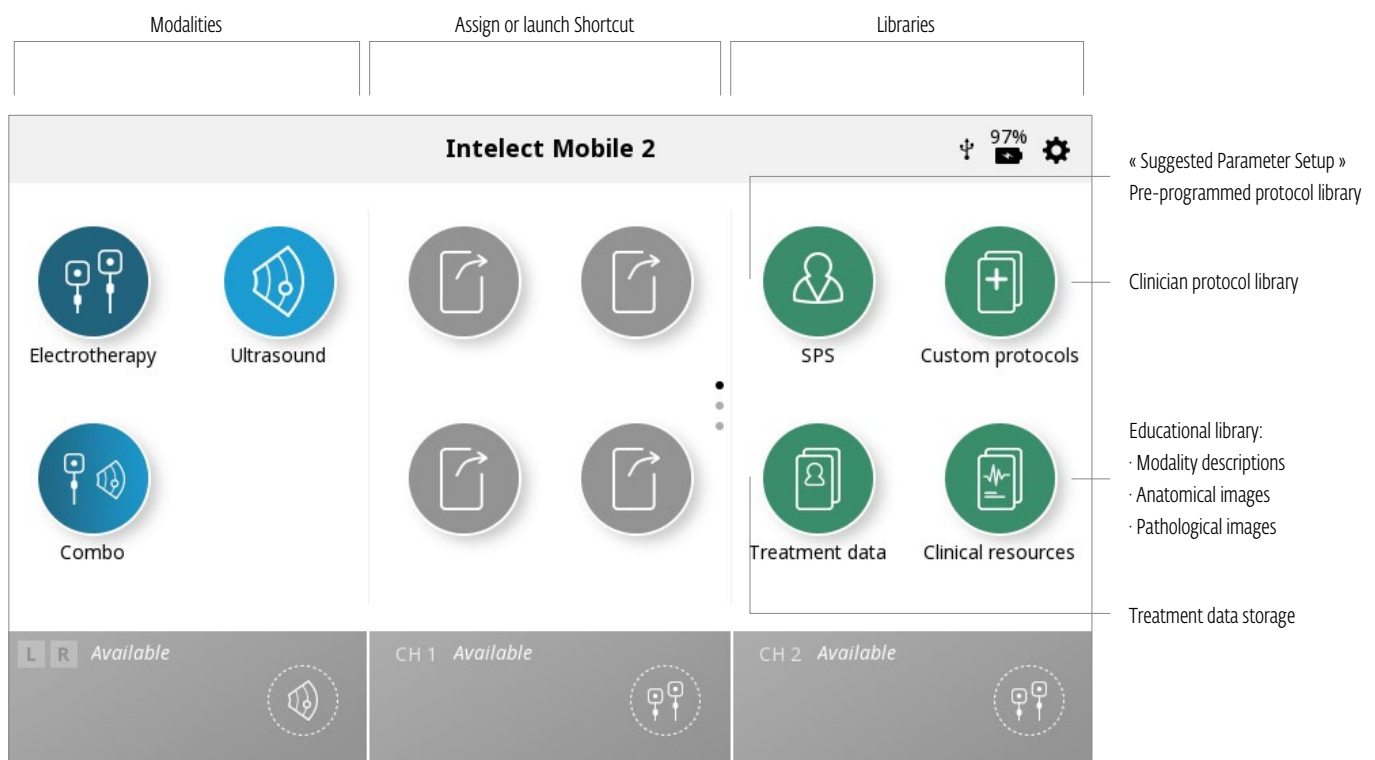 Modalities
Assign or launch Shortcut
Libraries
Intelect Mobile 2
97%
« Suggested Parameter Setup »
Pre-programmed protocol library
Clinician protocol library
Electrotherapy
Ultrasound
SPS
Custom protocols
Educational library:
· Modality descriptions
· Anatomical images
· Pathological images
Combo
Treatment data
Clinical resources
Treatment data storage
L R Available
CH 1 Available
CH 2 Available